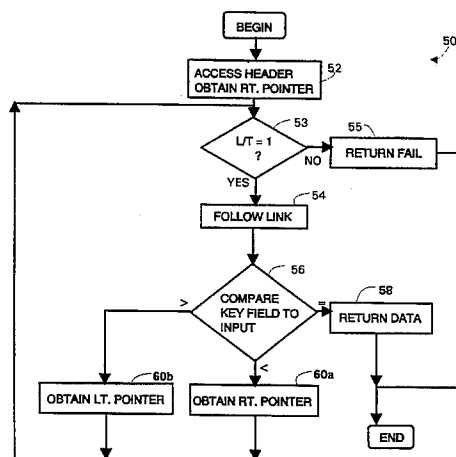 BEGIN
50
52
ACCESS HEADER
OBTAIN RT. POINTER
53
L/T = 1
?
55
RETURN FAIL
NO
YES
54
FOLLOW LINK
56
COMPARE
KEY FIELD TO
INPUT
>
=
<
58
RETURN DATA
60b
OBTAIN LT. POINTER
60a
OBTAIN RT. POINTER
END